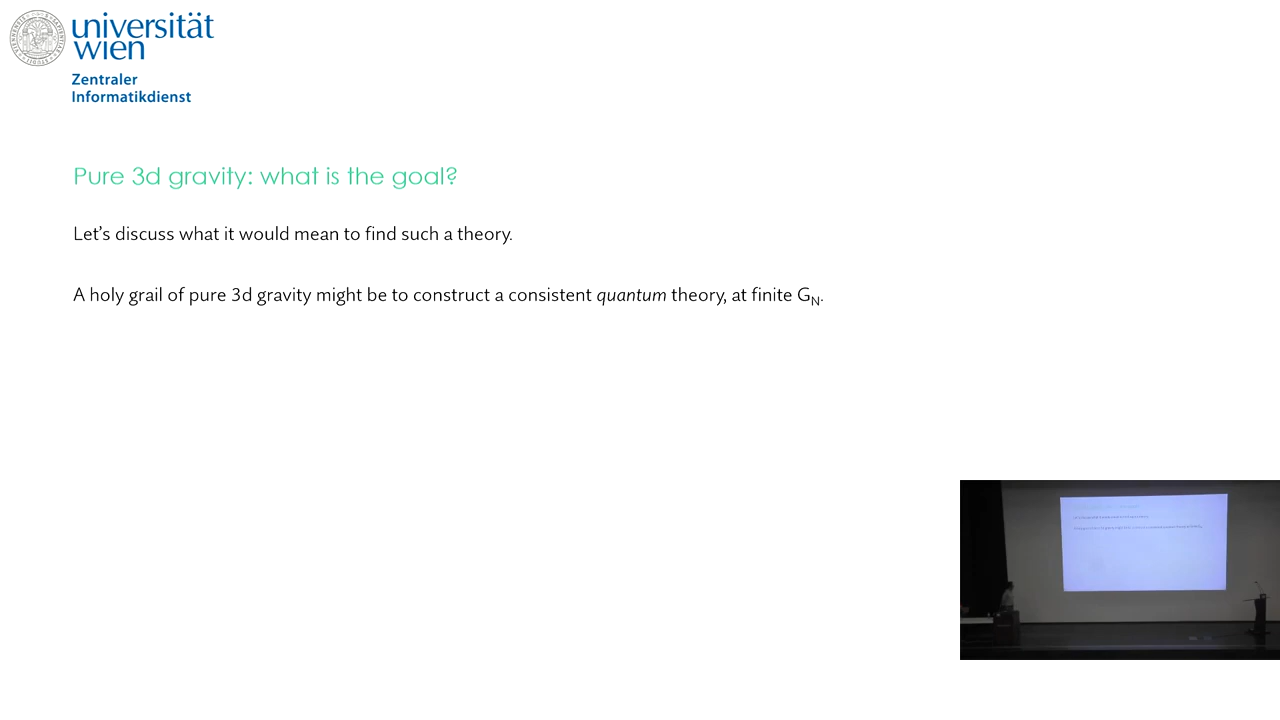 universität
wien
Zentraler
Informatikdienst
Pure 3d gravity: what is the goal?
Let's discuss what it would mean to find such a theory.
A holy grail of pure 3d gravity might be to construct a consistent quantum theory, at finite G_N.